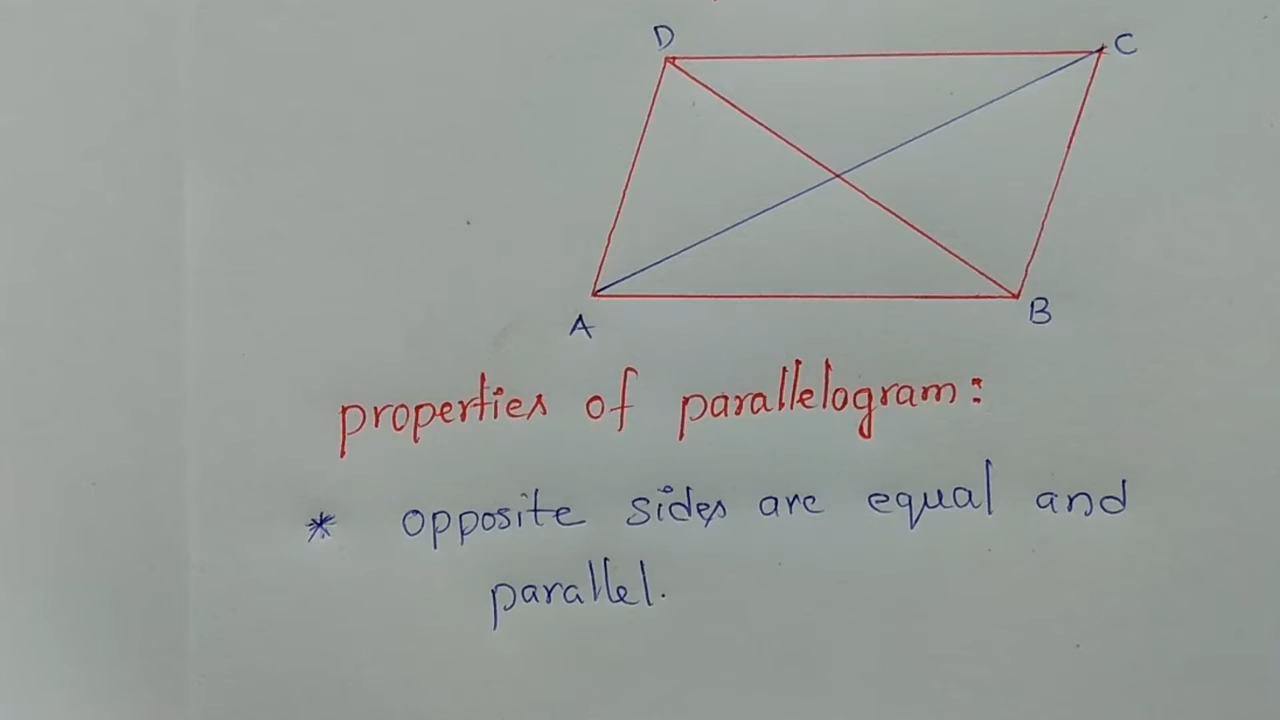 D
C
A
B
properties of parallelogram:
* opposite sides are equal and
parallel.